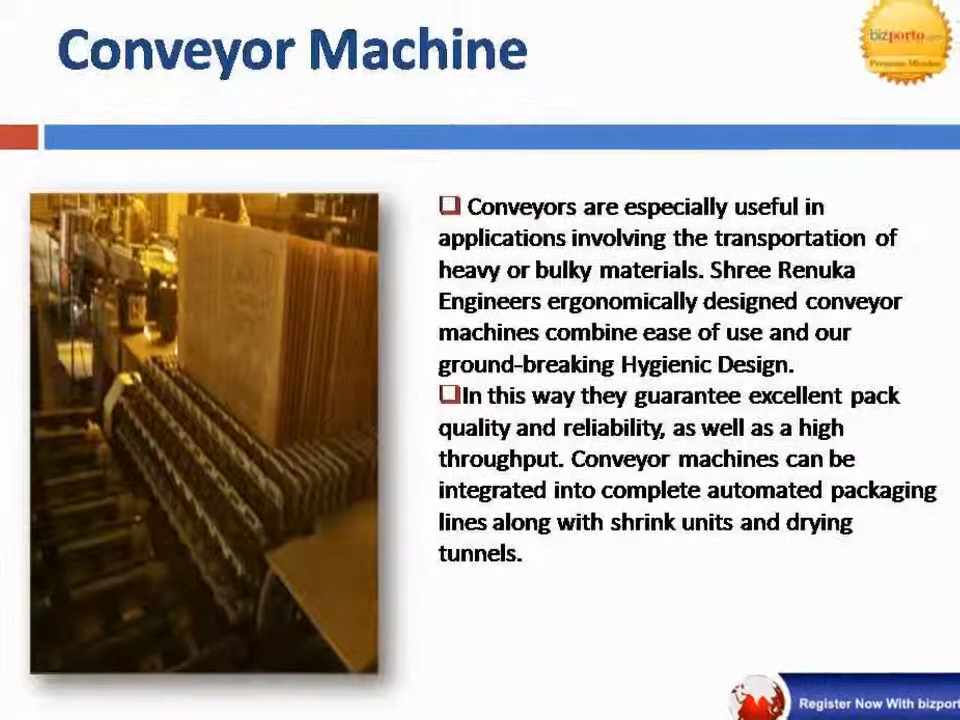 Conveyor Machine
bizporto.com
Premium Member
Conveyors are especially useful in
applications involving the transportation of
heavy or bulky materials. Shree Renuka
Engineers ergonomically designed conveyor
machines combine ease of use and our
ground-breaking Hygienic Design.
In this way they guarantee excellent pack
quality and reliability, as well as a high
throughput. Conveyor machines can be
integrated into complete automated packaging
lines along with shrink units and drying
tunnels.
Register Now With bizport